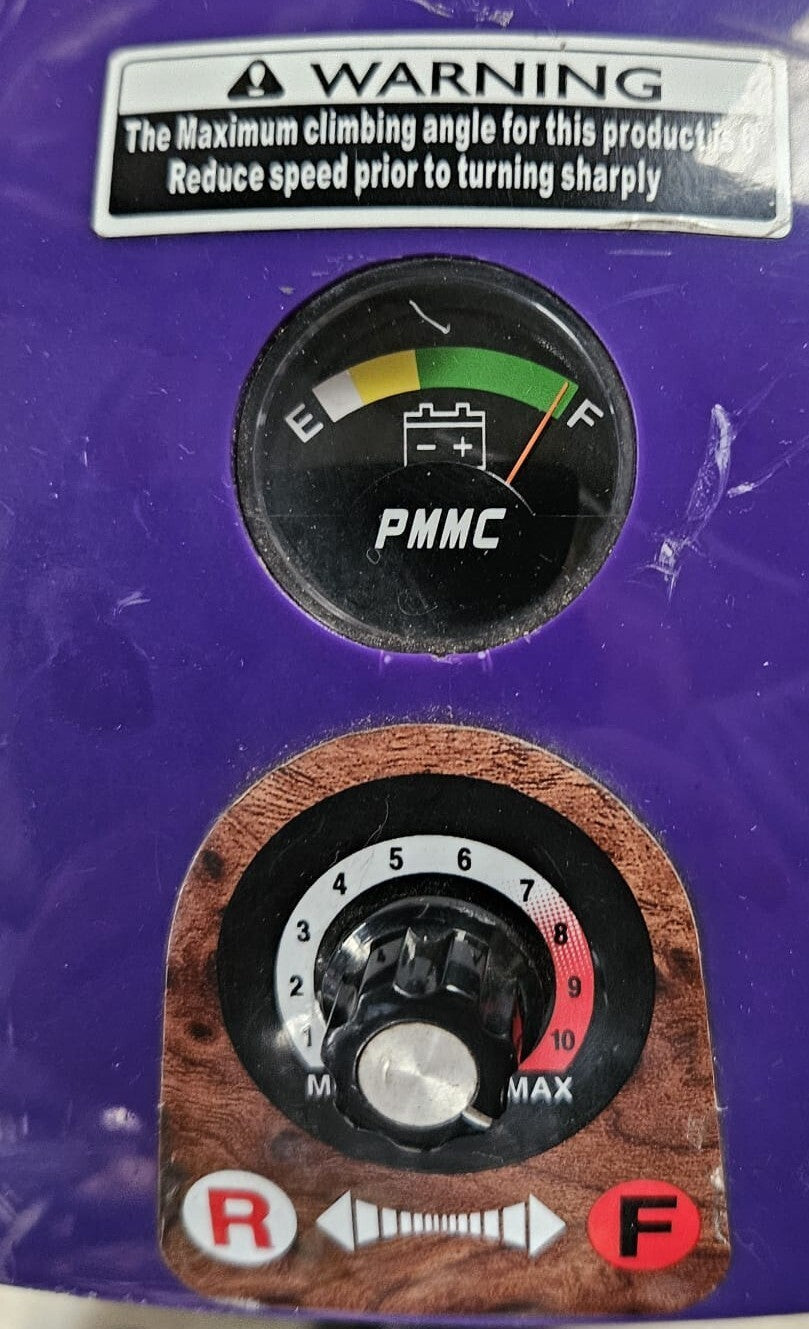 WARNING
The Maximum climbing angle for this product is 6
Reduce speed prior to turning sharply
E
F
- +
PMMC
5 6
4 7
3 8
2 9
1 10
MAX
R F